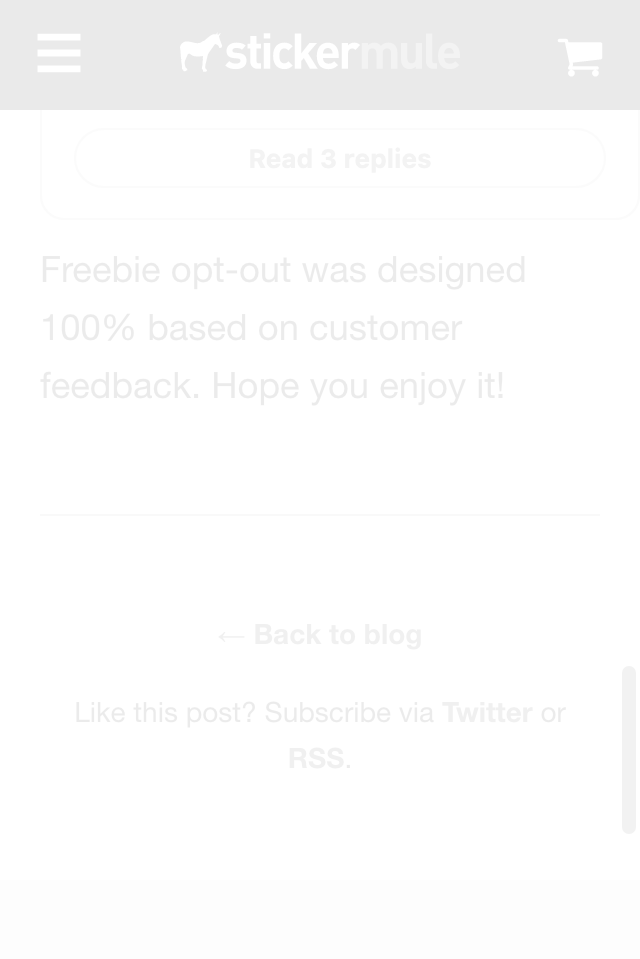 stickermule
Read 3 replies
Freebie opt-out was designed
100% based on customer
feedback. Hope you enjoy it!
← Back to blog
Like this post? Subscribe via Twitter or
RSS.